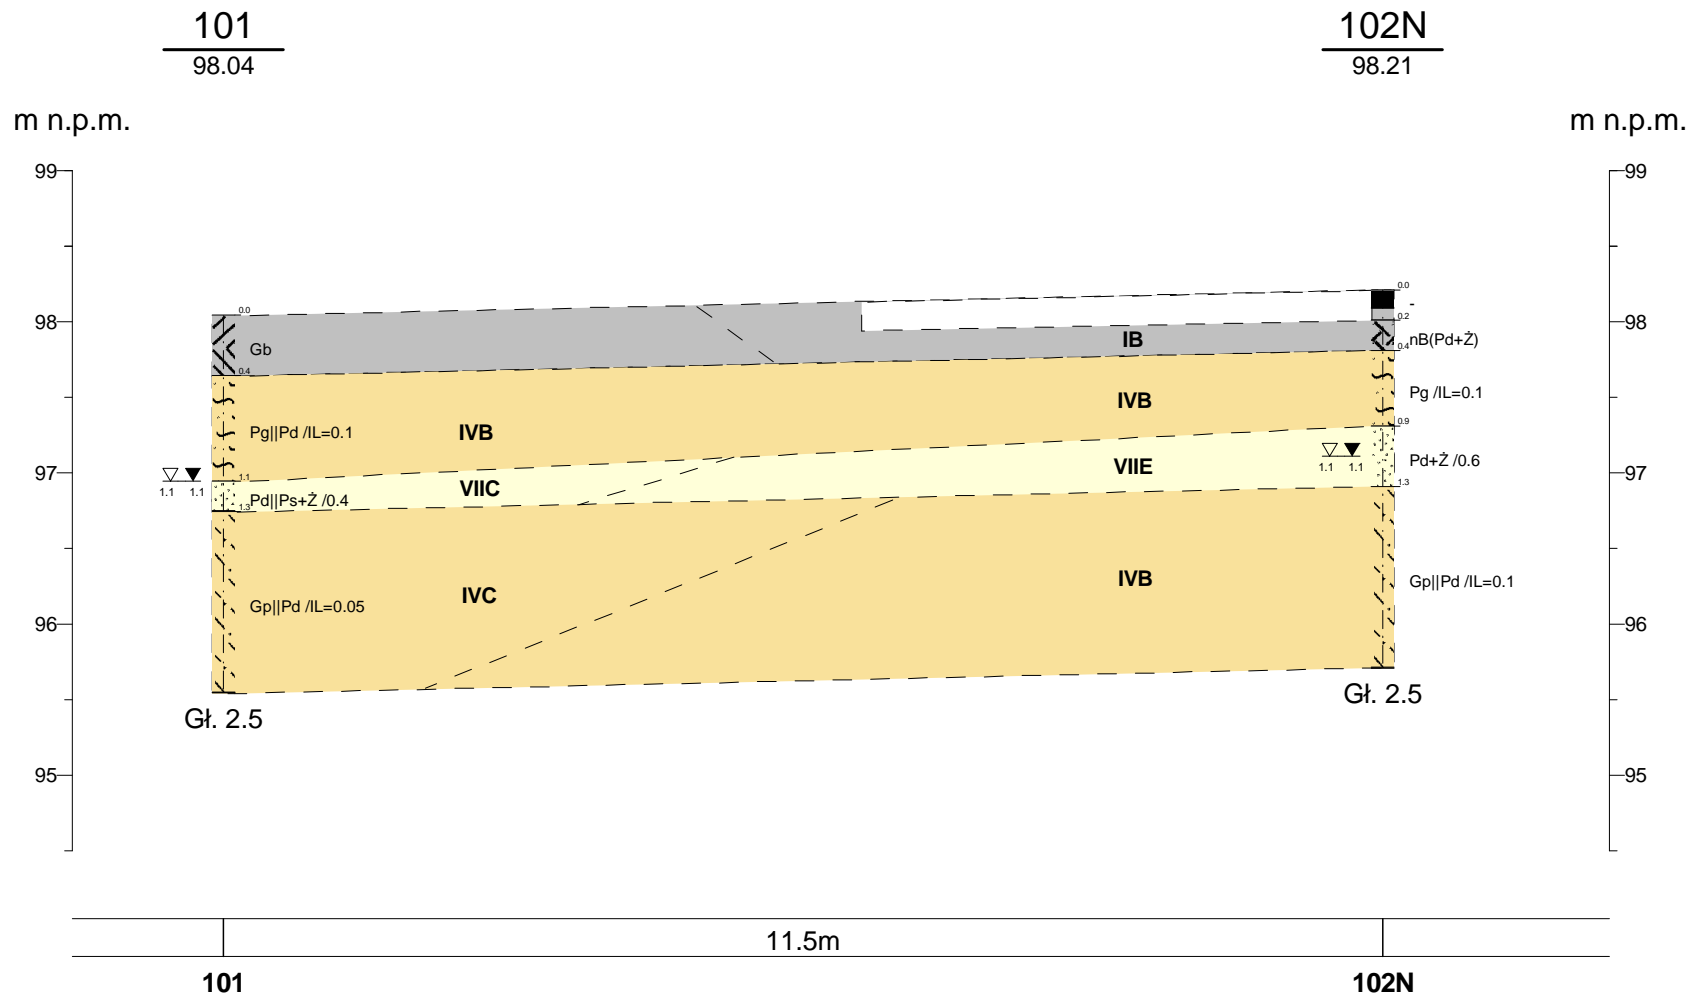 101
98.04
102N
98.21
m n.p.m.
m n.p.m.
99
99
98
98
97
97
96
96
95
95
0.0
Gb
0.4
Pg||Pd /IL=0.1
1.1
Pd||Ps+Ż /0.4
1.3
Gp||Pd /IL=0.05
Gł. 2.5
1.1
1.1
IB
IVB
IVB
VIIC
VIIE
IVC
IVB
1.1
1.1
0.0
-
0.2
nB(Pd+Ż)
0.4
Pg /IL=0.1
0.9
Pd+Ż /0.6
1.3
Gp||Pd /IL=0.1
Gł. 2.5
11.5m
101
102N